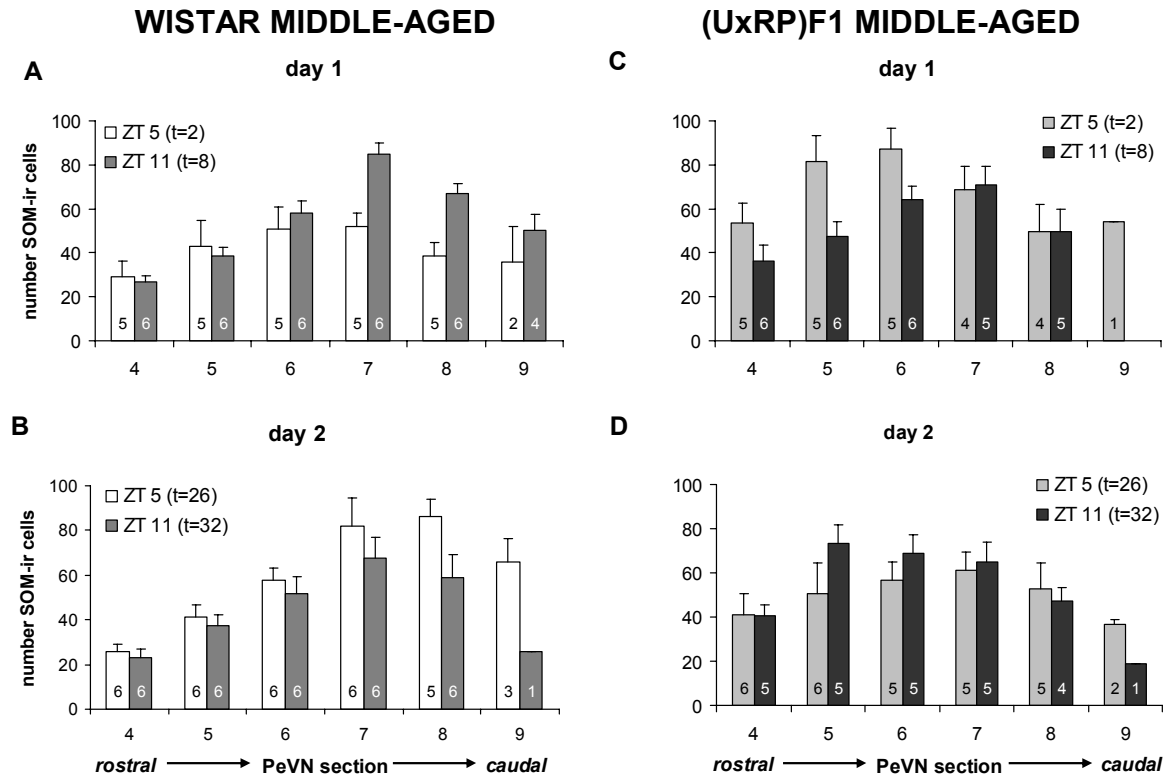 WISTAR MIDDLE-AGED
(UxRP)F1 MIDDLE-AGED
A
day 1
number SOM-ir cells
100
80
60
40
20
0
ZT 5 (t=2)
ZT 11 (t=8)
5 6 5 6 5 6 5 6 5 6 2 4
4 5 6 7 8 9
C
day 1
100
80
60
40
20
0
ZT 5 (t=2)
ZT 11 (t=8)
5 6 5 6 5 6 4 5 4 5 1
4 5 6 7 8 9
B
day 2
number SOM-ir cells
100
80
60
40
20
0
ZT 5 (t=26)
ZT 11 (t=32)
6 6 6 6 6 6 6 6 5 6 3 1
4 5 6 7 8 9
rostral PeVN section caudal
D
day 2
100
80
60
40
20
0
ZT 5 (t=26)
ZT 11 (t=32)
6 5 6 5 5 5 5 5 5 4 2 1
4 5 6 7 8 9
rostral PeVN section caudal